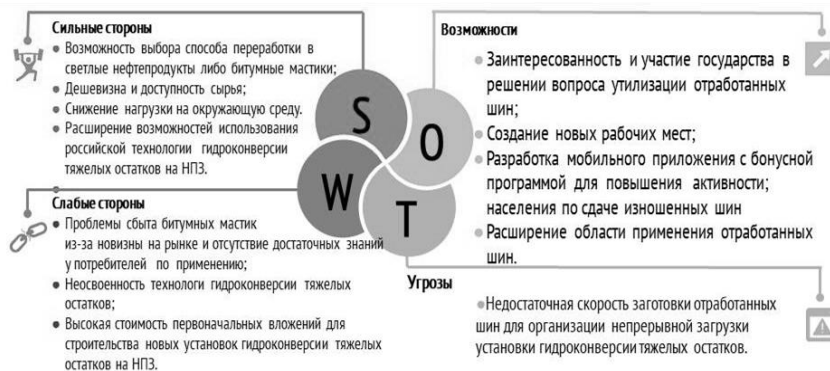 Сильные стороны
● Возможность выбора способа переработки в
светлые нефтепродукты либо битумные мастики;
● Дешевизна и доступность сырья;
● Снижение нагрузки на окружающую среду.
● Расширение возможностей использования
российской технологии гидроконверсии
тяжелых остатков на НПЗ.
Слабые стороны
● Проблемы сбыта битумных мастик
из-за новизны на рынке и отсутствие достаточных знаний
у потребителей по применению;
● Неосвоенность технологи гидроконверсии тяжелых
остатков;
● Высокая стоимость первоначальных вложений для
строительства новых установок гидроконверсии тяжелых
остатков на НПЗ.
S
O
W
T
Возможности
● Заинтересованность и участие государства в
решении вопроса утилизации отработанных
шин;
● Создание новых рабочих мест;
● Разработка мобильного приложения с бонусной
программой для повышения активности;
населения по сдаче изношенных шин
● Расширение области применения отработанных
шин.
Угрозы
●Недостаточная скорость заготовки отработанных
шин для организации непрерывной загрузки
установки гидроконверсии тяжелых остатков.